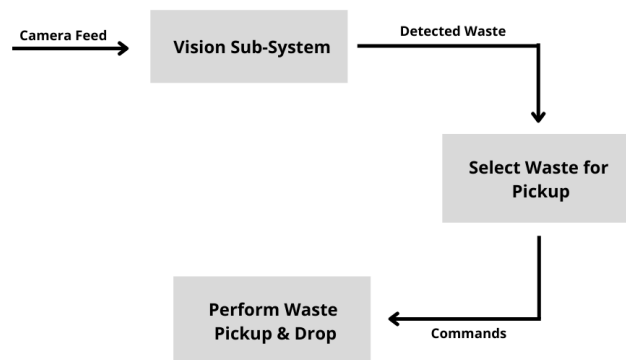 Camera Feed
Vision Sub-System
Detected Waste
Select Waste for
Pickup
Perform Waste
Pickup & Drop
Commands